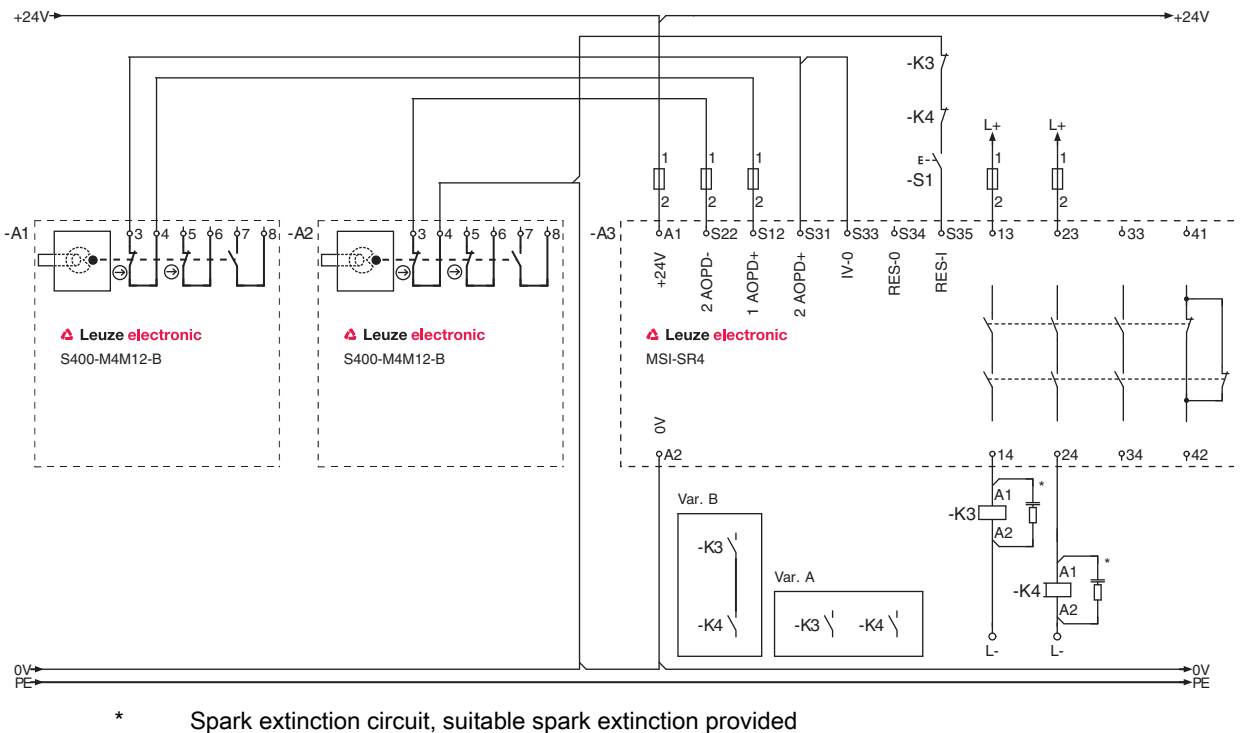 +24V +24V
-K3
-K4
L+ L+
1 1 1 E-- 1 1
-S1
2 2 2 2 2
-A1 3 4 5 6 7 8 -A2 3 4 5 6 7 8 -A3 A1 S22 S12 S31 S33 S34 S35 13 23 33 41
+24V
2 AOPD-
1 AOPD+
2 AOPD+
IV-0
RES-0
RES-I
Leuze electronic Leuze electronic Leuze electronic
S400-M4M12-B S400-M4M12-B MSI-SR4
0V
A2 14 24 34 42
Var. B
A1 *
-K3
A2
-K3
-K4
Var. A
-K3 -K4
A1 *
-K4
A2
L- L-
0V 0V
PE PE
* Spark extinction circuit, suitable spark extinction provided